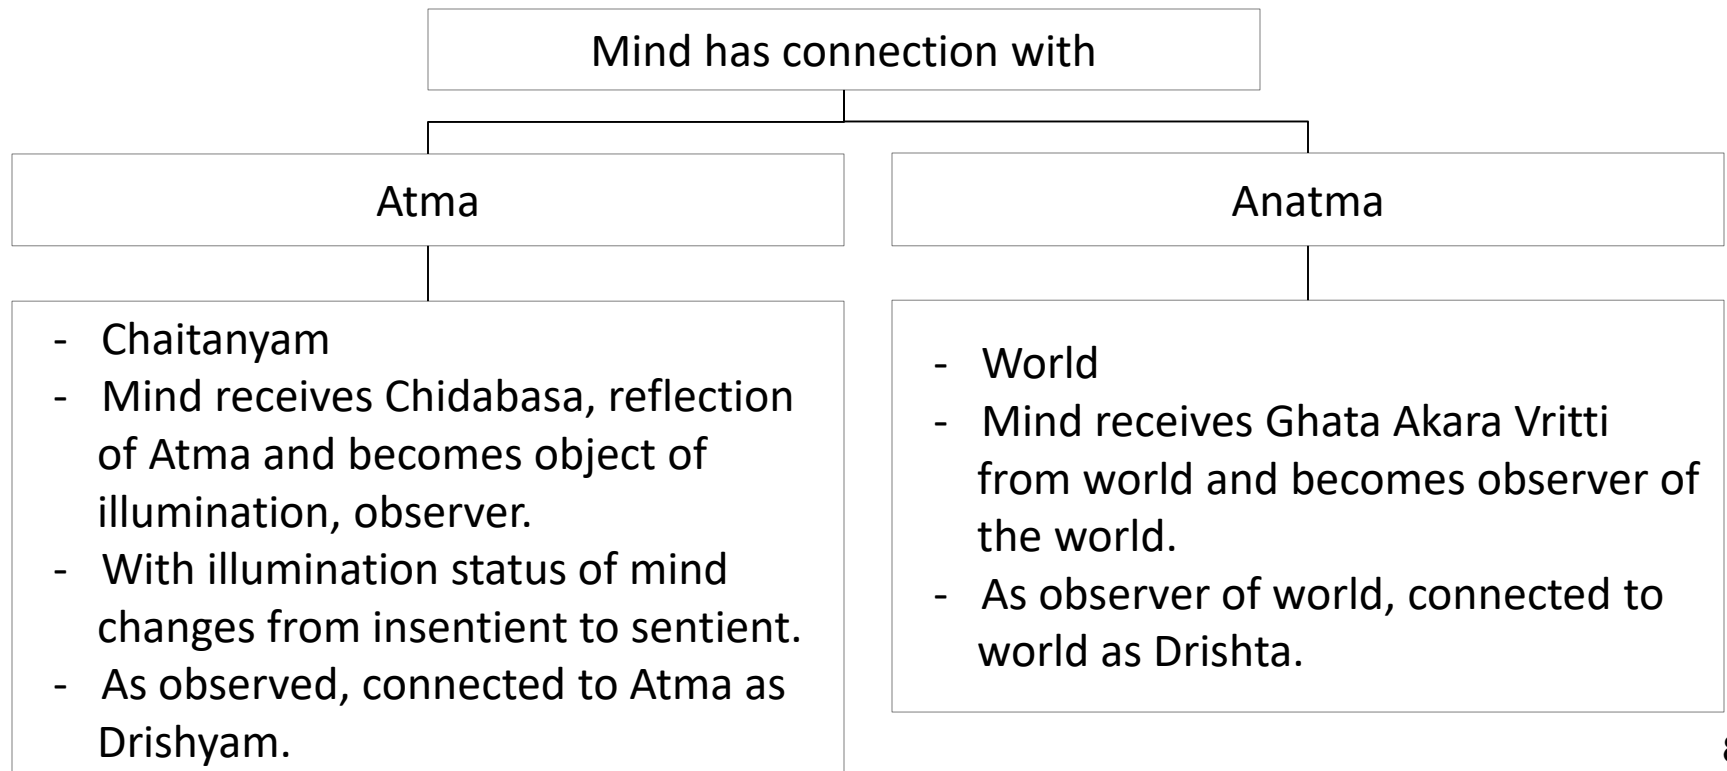 Mind has connection with
Atma
Anatma
- Chaitanyam
- Mind receives Chidabasa, reflection
of Atma and becomes object of
illumination, observer.
- With illumination status of mind
changes from insentient to sentient.
- As observed, connected to Atma as
Drishyam.
- World
- Mind receives Ghata Akara Vritti
from world and becomes observer of
the world.
- As observer of world, connected to
world as Drishta.